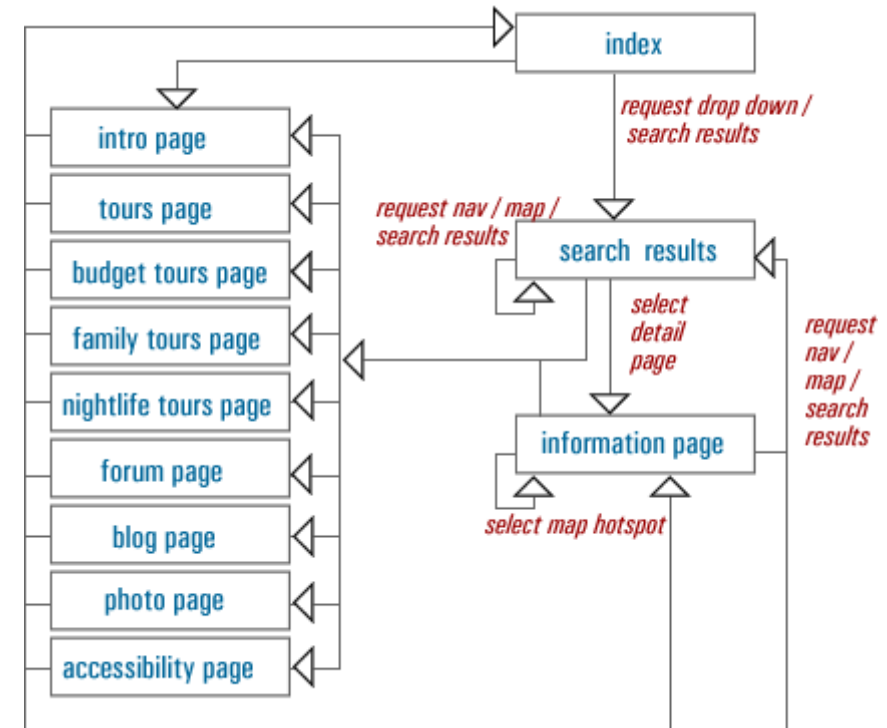 index
request drop down /
search results
intro page
tours page
budget tours page
family tours page
nightlife tours page
forum page
blog page
photo page
accessibility page
request nav / map /
search results
search results
select
detail
page
information page
select map hotspot
request
nav /
map /
search
results